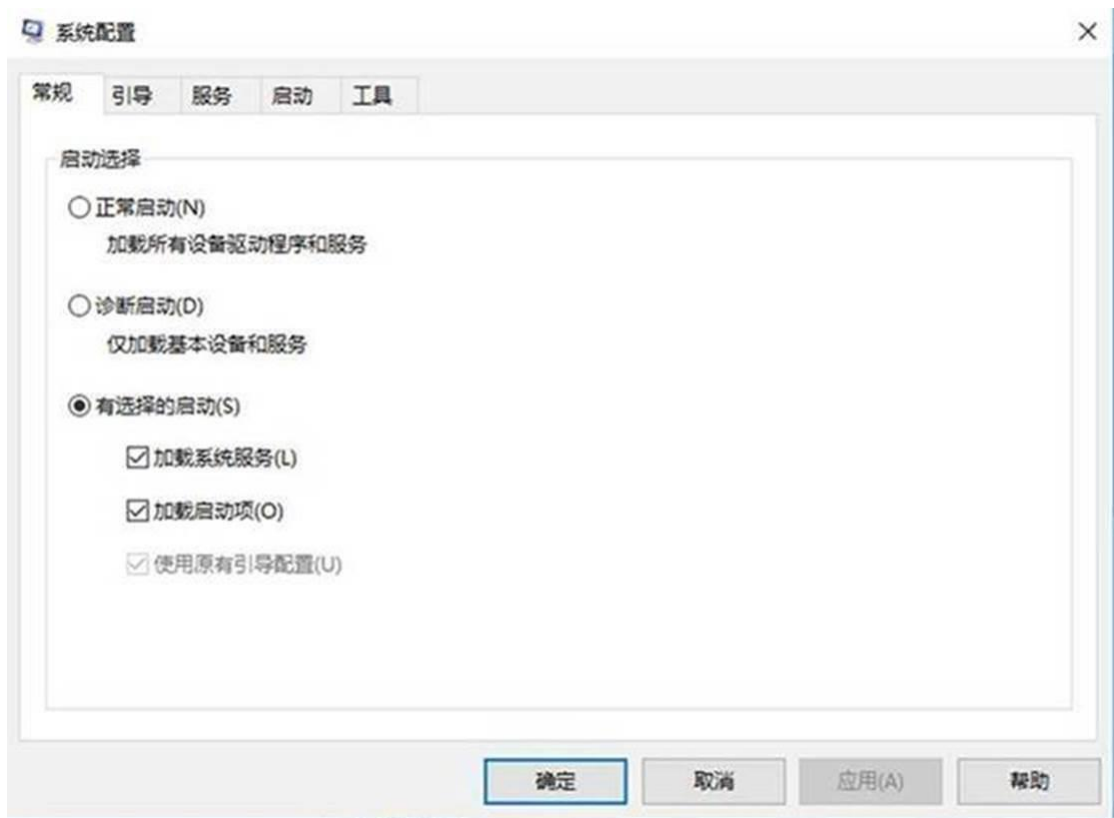 系统配置
常规 引导 服务 启动 工具
启动选择
正常启动(N)
加载所有设备驱动程序和服务
诊断启动(D)
仅加载基本设备和服务
有选择的启动(S)
加载系统服务(L)
加载启动项(O)
使用原有引导配置(U)
确定 取消 应用(A) 帮助